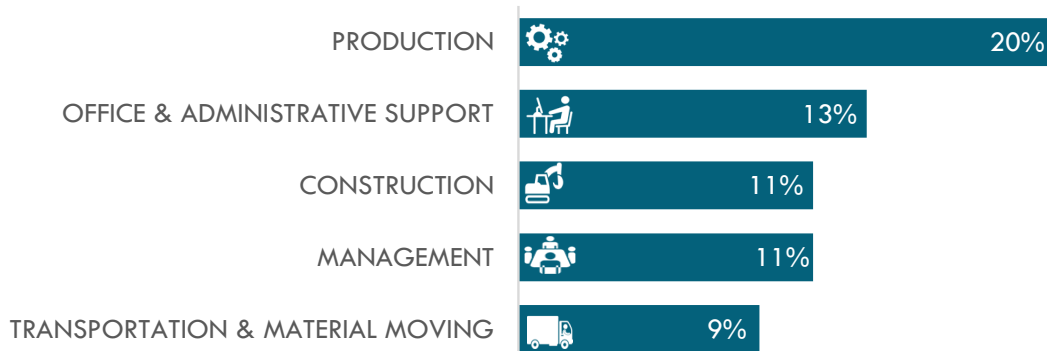 PRODUCTION 20%
OFFICE & ADMINISTRATIVE SUPPORT 13%
CONSTRUCTION 11%
MANAGEMENT 11%
TRANSPORTATION & MATERIAL MOVING 9%